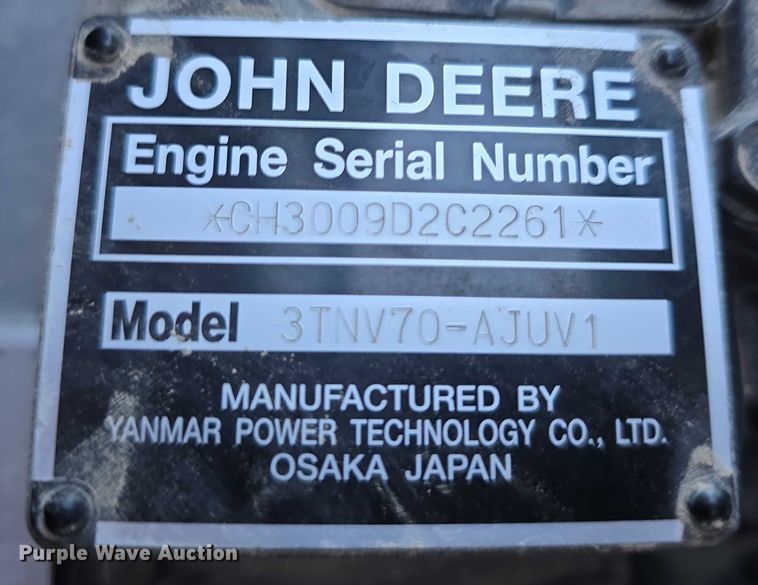 JOHN DEERE
Engine Serial Number
*CH3009D2C2261*
Model 3TNV70-AJUV1
MANUFACTURED BY
YANMAR POWER TECHNOLOGY CO., LTD.
OSAKA JAPAN
Purple Wave Auction